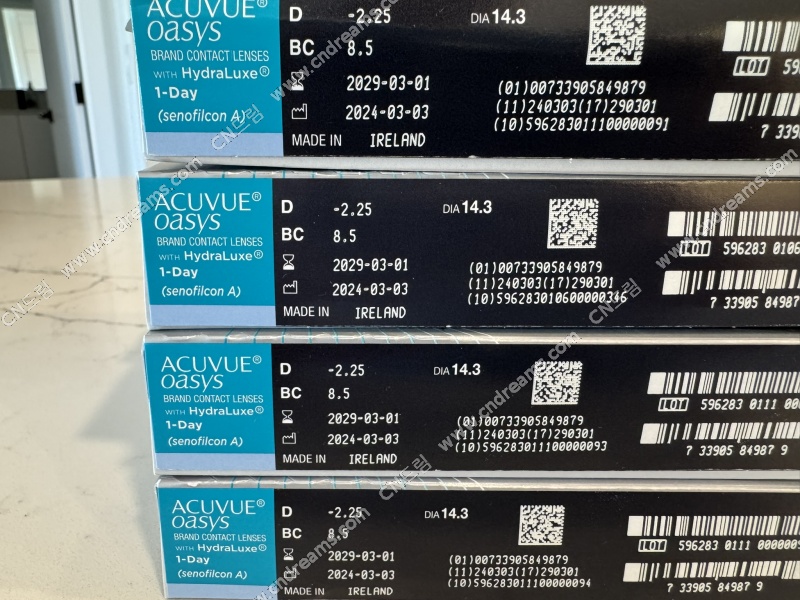 ACUVUE®
oasys
BRAND CONTACT LENSES
WITH HydraLuxe®
1-Day
(senofilcon A)
D -2.25 DIA 14.3
BC 8.5
2029-03-01
2024-03-03
MADE IN IRELAND
(01)00733905849879
(11)240303(17)290301
(10)596283011100000091
LOT 59
7 3390
ACUVUE®
oasys
BRAND CONTACT LENSES
WITH HydraLuxe®
1-Day
(senofilcon A)
D -2.25 DIA 14.3
BC 8.5
2029-03-01
2024-03-03
MADE IN IRELAND
(01)00733905849879
(11)240303(17)290301
(10)596283010600000346
LOT 596283 0106
7 33905 84987
ACUVUE®
oasys
BRAND CONTACT LENSES
WITH HydraLuxe®
1-Day
(senofilcon A)
D -2.25 DIA 14.3
BC 8.5
2029-03-01
2024-03-03
MADE IN IRELAND
(01)00733905849879
(11)240303(17)290301
(10)596283011100000093
LOT 596283 0111 00
7 33905 84987 9
ACUVUE®
oasys
BRAND CONTACT LENSES
WITH HydraLuxe®
1-Day
(senofilcon A)
D -2.25 DIA 14.3
BC 8.5
2029-03-01
2024-03-03
MADE IN IRELAND
(01)00733905849879
(11)240303(17)290301
(10)596283011100000094
LOT 596283 0111 000000
7 33905 84987 9
CN드림 www.cndreams.com